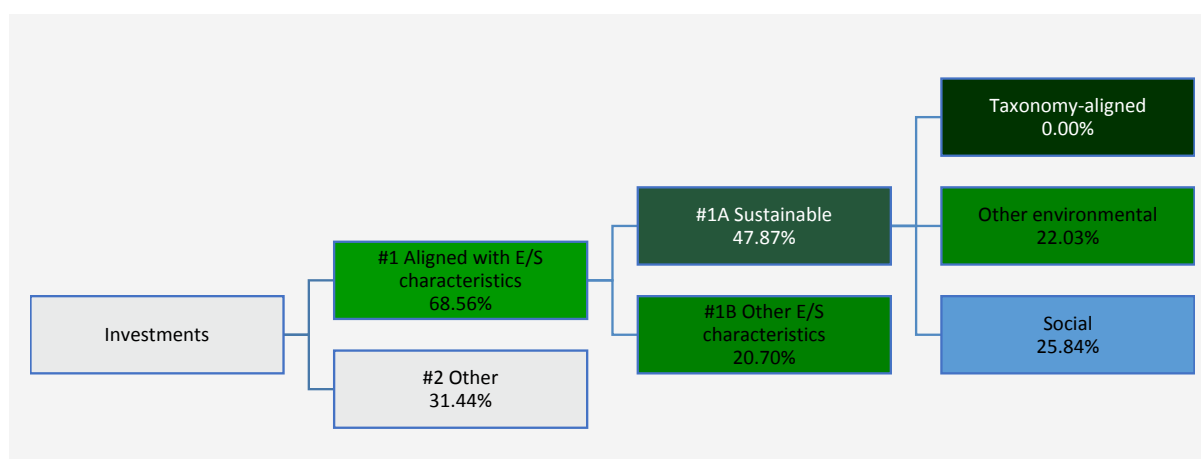 Investments
#1 Aligned with E/S
characteristics
68.56%
#2 Other
31.44%
#1A Sustainable
47.87%
#1B Other E/S
characteristics
20.70%
Taxonomy-aligned
0.00%
Other environmental
22.03%
Social
25.84%